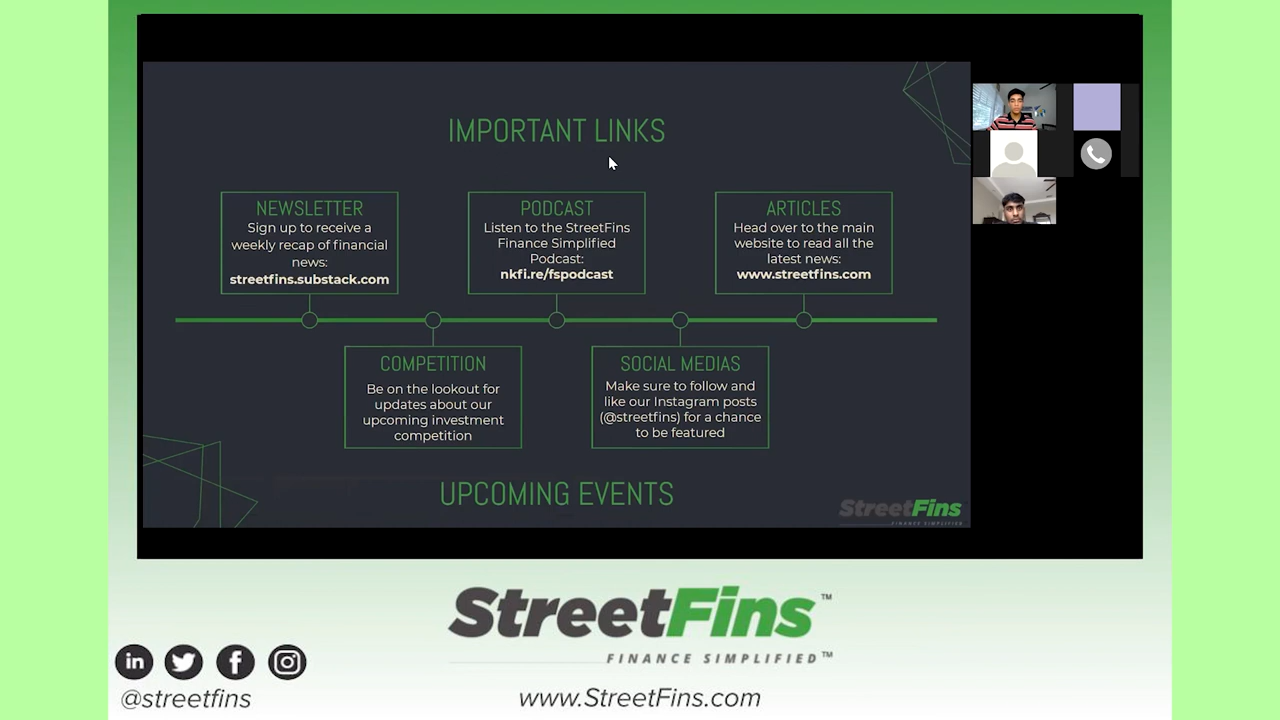 IMPORTANT LINKS
NEWSLETTER
Sign up to receive a
weekly recap of financial
news:
streetfins.substack.com
PODCAST
Listen to the StreetFins
Finance Simplified
Podcast:
nkfi.re/fspodcast
ARTICLES
Head over to the main
website to read all the
latest news:
www.streetfins.com
COMPETITION
Be on the lookout for
updates about our
upcoming investment
competition
SOCIAL MEDIAS
Make sure to follow and
like our Instagram posts
(@streetfins) for a chance
to be featured
UPCOMING EVENTS
StreetFins
FINANCE SIMPLIFIED
StreetFins™
FINANCE SIMPLIFIED™
in
@streetfins
www.StreetFins.com